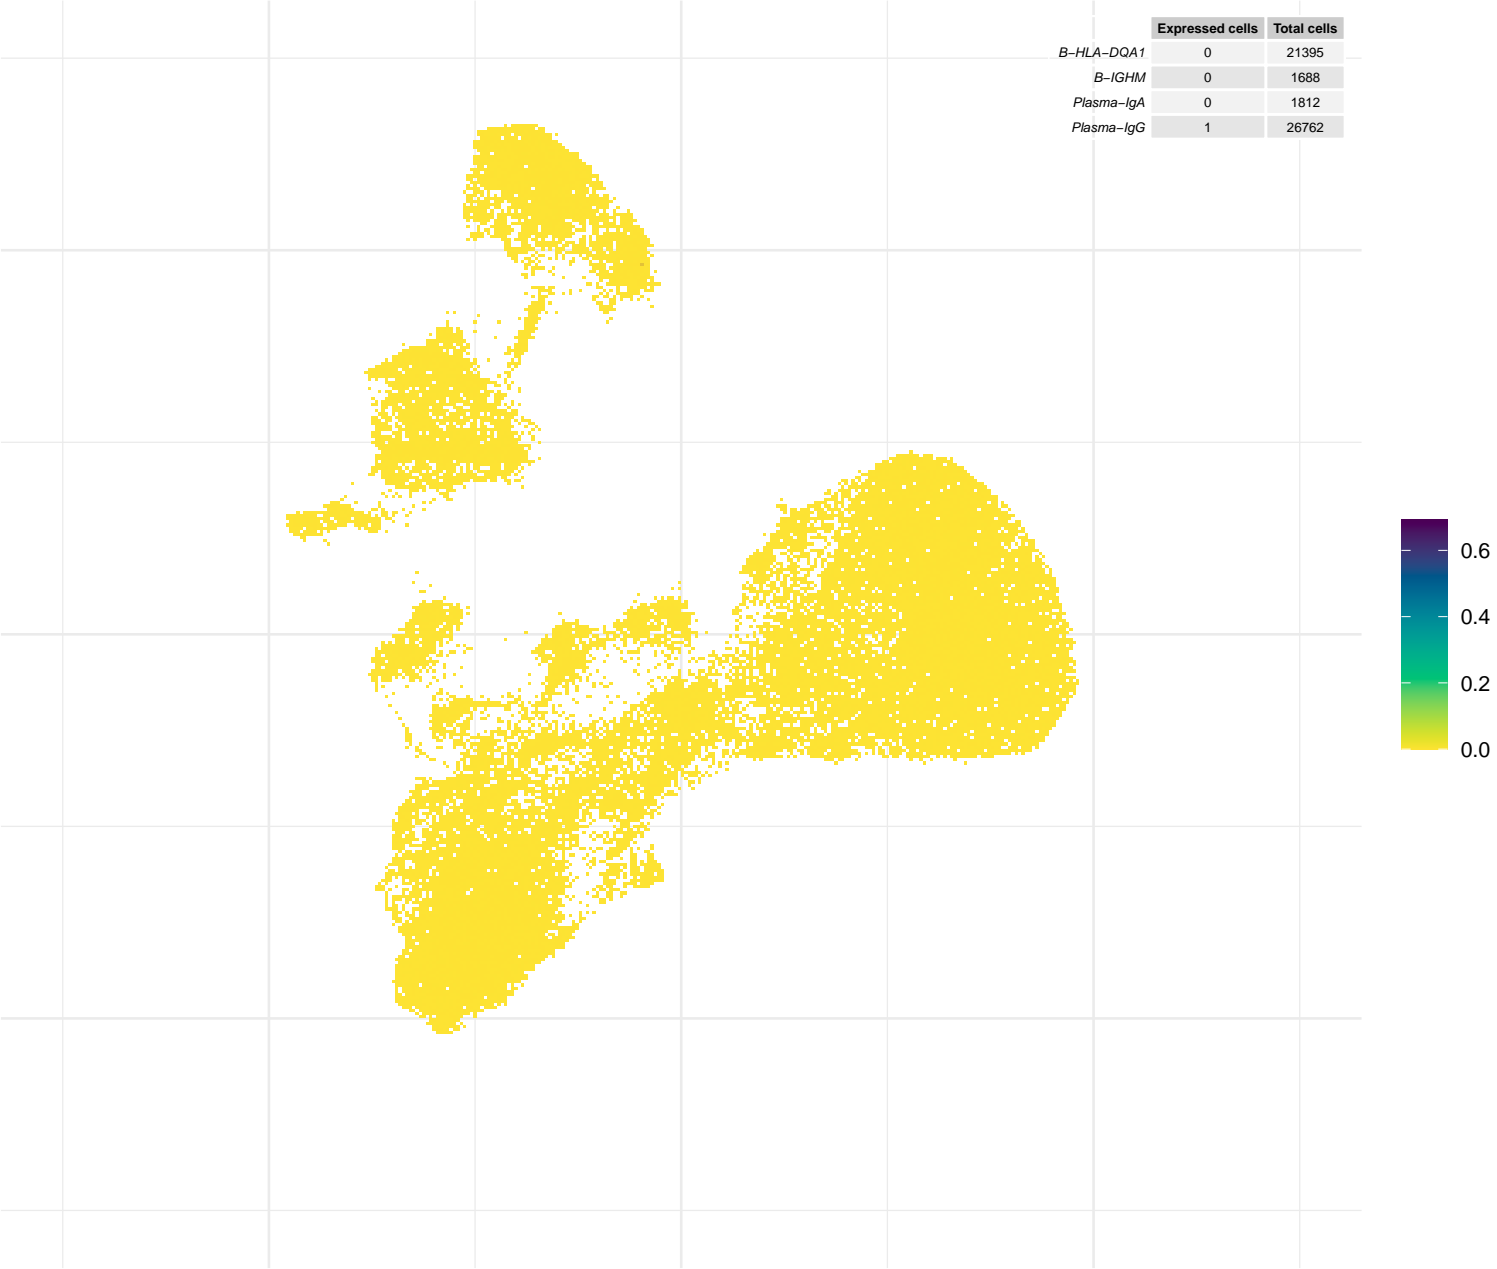 Expressed cells Total cells
B−HLA−DQA1 0 21395
B−IGHM 0 1688
Plasma−IgA 0 1812
Plasma−IgG 1 26762
0.6
0.4
0.2
0.0